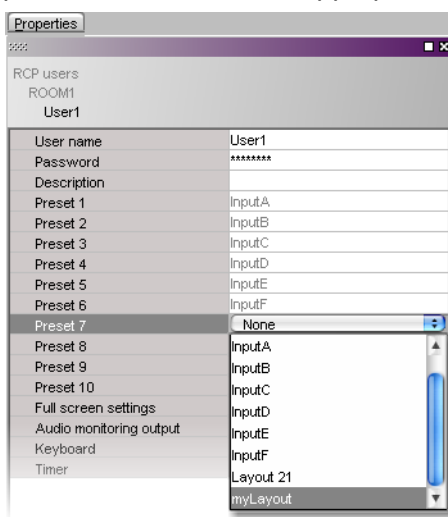 Properties
RCP users
ROOM1
User1
User name User1
Password ********
Description
Preset 1 InputA
Preset 2 InputB
Preset 3 InputC
Preset 4 InputD
Preset 5 InputE
Preset 6 InputF
Preset 7 None
Preset 8 InputA
Preset 9 InputB
Preset 10 InputC
Full screen settings InputD
Audio monitoring output InputE
Keyboard InputF
Timer Layout 21
myLayout